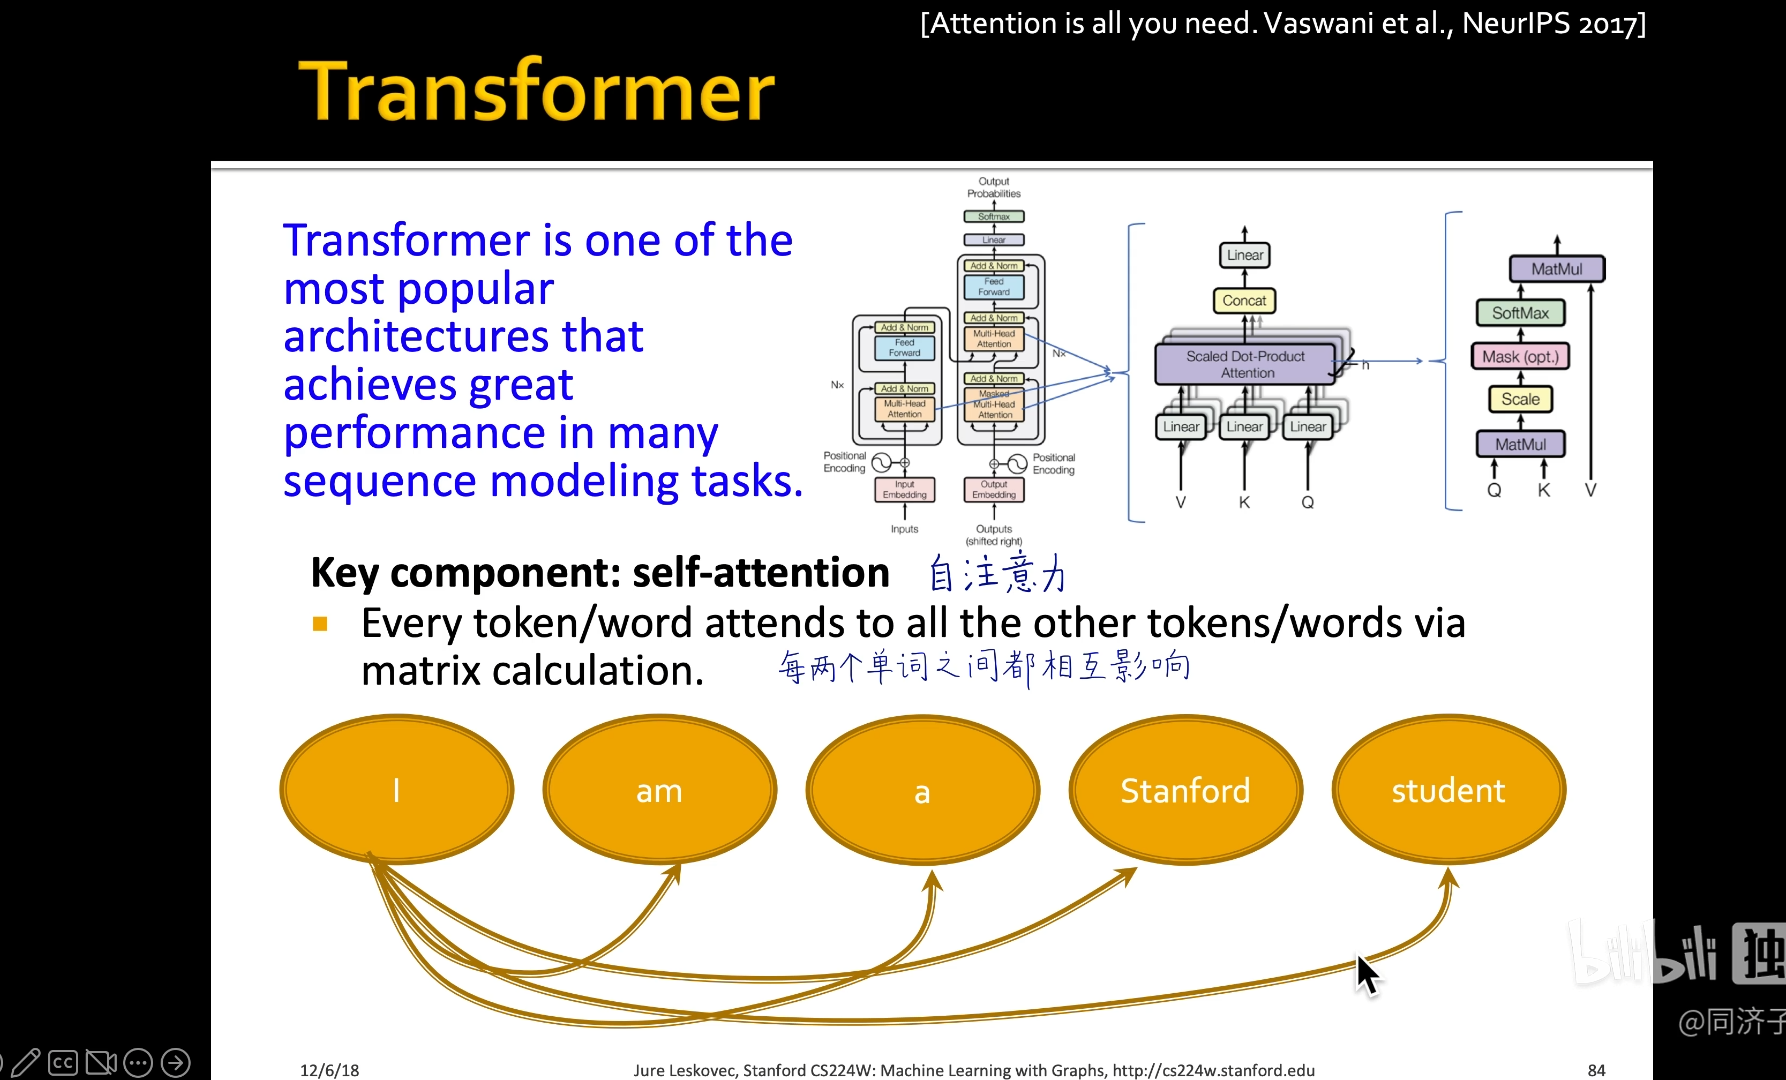 [Attention is all you need. Vaswani et al., NeurIPS 2017]
Transformer
Transformer is one of the
most popular
architectures that
achieves great
performance in many
sequence modeling tasks.
Output
Probabilities
Softmax
Linear
Add & Norm
Feed
Forward
Add & Norm
Multi-Head
Attention
Nx
Add & Norm
Masked
Multi-Head
Attention
Add & Norm
Feed
Forward
Nx
Add & Norm
Multi-Head
Attention
Positional
Encoding
Positional
Encoding
Input
Embedding
Output
Embedding
Inputs
Outputs
(shifted right)
Linear
Concat
Scaled Dot-Product
Attention
h
Linear
Linear
Linear
V
K
Q
MatMul
SoftMax
Mask (opt.)
Scale
MatMul
Q
K
V
Key component: self-attention 自注意力
Every token/word attends to all the other tokens/words via
matrix calculation. 每两个单词之间都相互影响
I
am
a
Stanford
student
bilibili 独
@同济子
CC
12/6/18
Jure Leskovec, Stanford CS224W: Machine Learning with Graphs, http://cs224w.stanford.edu
84